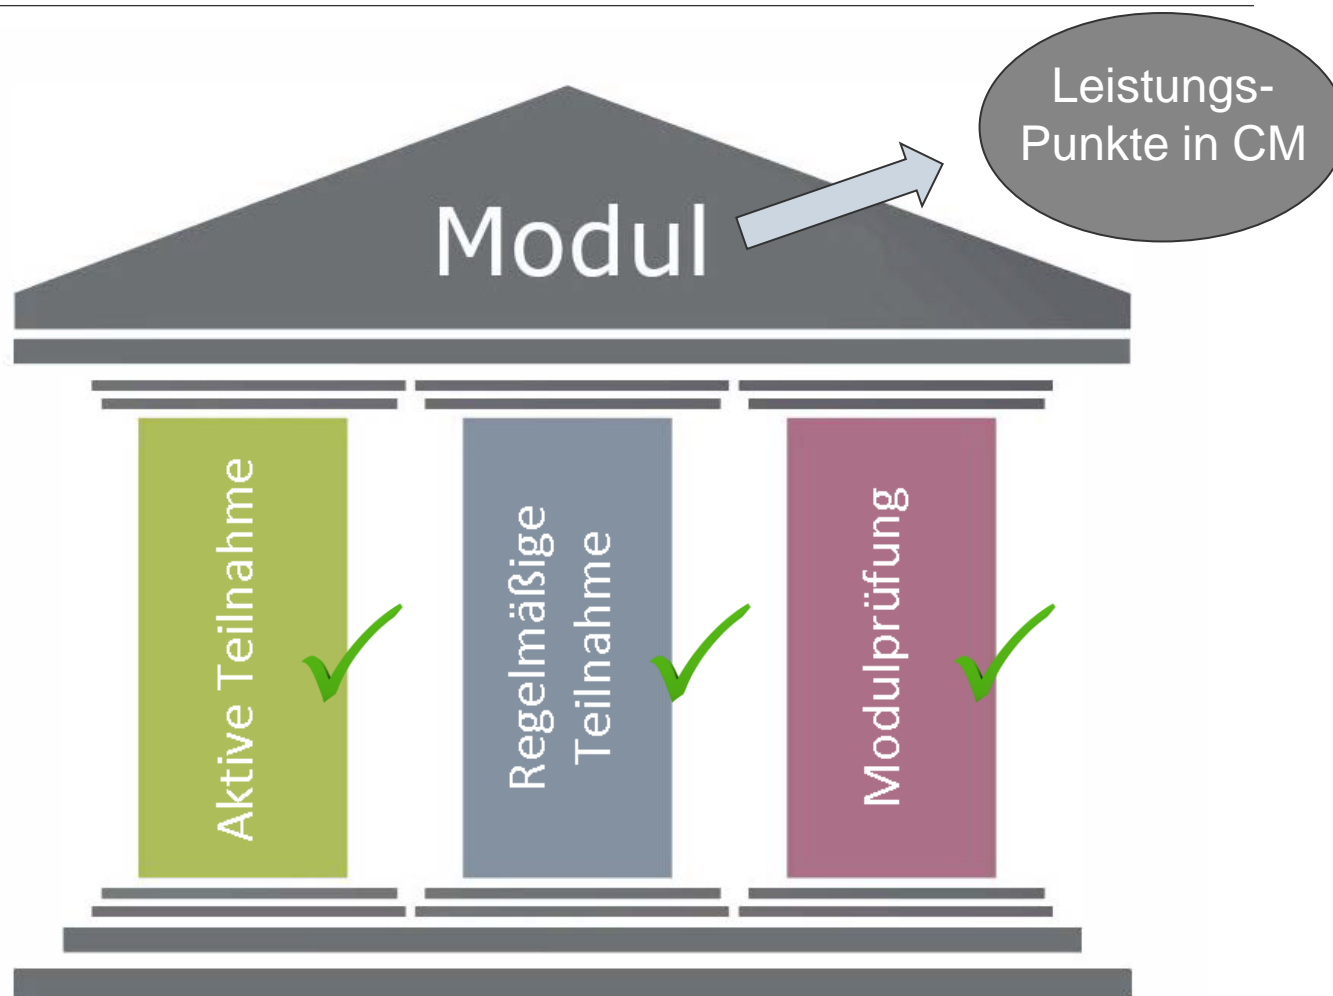 Leistungs-
Punkte in CM
Modul
Aktive Teilnahme
Regelmäßige
Teilnahme
Modulprüfung